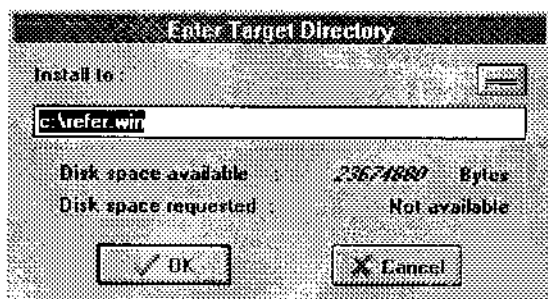 Enter Target Directory
Install to :
c:\refer.win
Disk space available : 23674880 Bytes
Disk space requested : Not available
OK Cancel